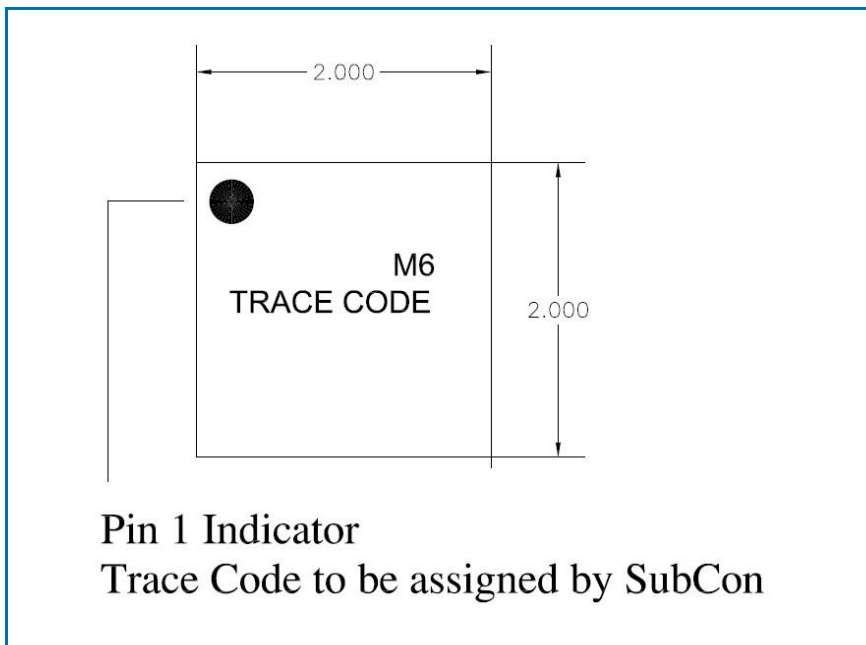 2.000
M6
TRACE CODE
2.000
Pin 1 Indicator
Trace Code to be assigned by SubCon